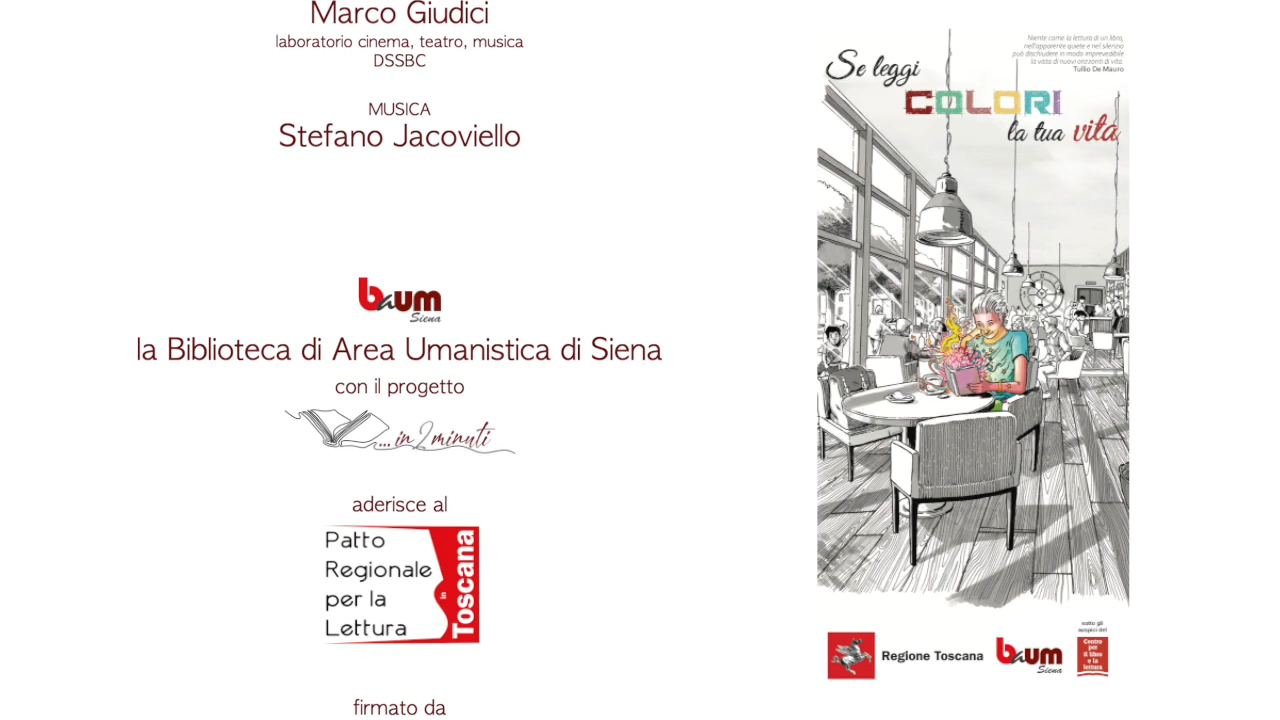 Marco Giudici
laboratorio cinema, teatro, musica
DSSBC
MUSICA
Stefano Jacoviello
baum
Siena
la Biblioteca di Area Umanistica di Siena
con il progetto
...in 2 minuti
aderisce al
Patto
Regionale
per la
Lettura
in
Toscana
firmato da
Niente come la lettura di un libro,
nell'apparente quiete e nel silenzio
può dischiudere in modo imprevedibile
la vista di nuovi orizzonti di vita.
Tullio De Mauro
Se leggi
COLORI
la tua vita
Regione Toscana
baum
Siena
sotto gli
auspici del
Centro
per
il libro
e la
lettura